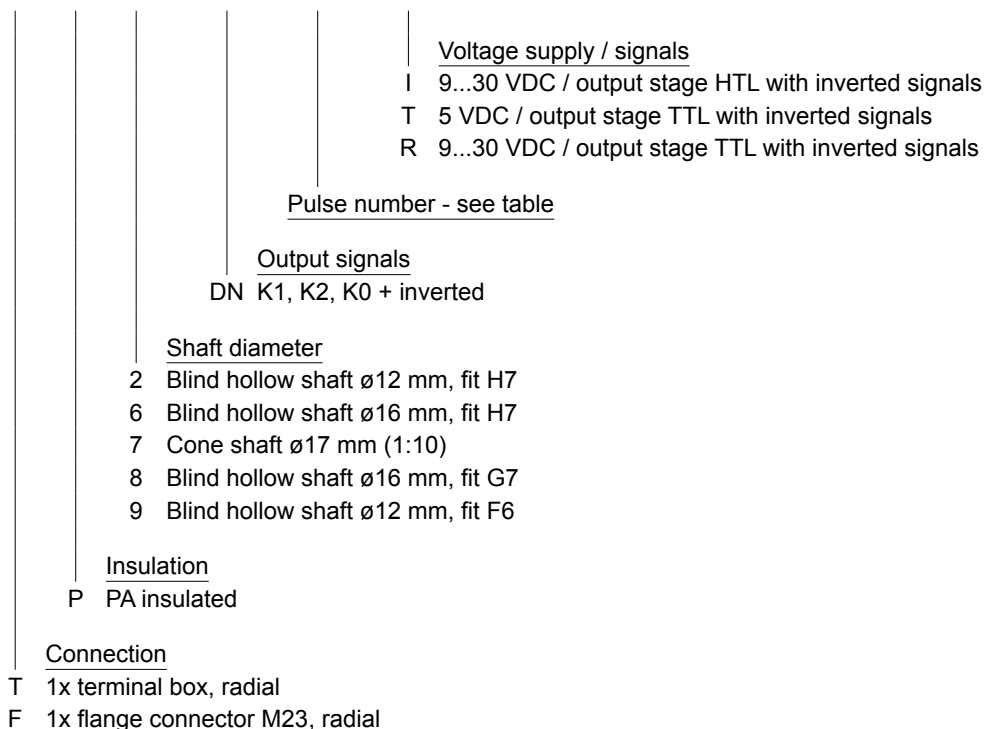 Voltage supply / signals
I 9...30 VDC / output stage HTL with inverted signals
T 5 VDC / output stage TTL with inverted signals
R 9...30 VDC / output stage TTL with inverted signals
Pulse number - see table
Output signals
DN K1, K2, K0 + inverted
Shaft diameter
2 Blind hollow shaft ø12 mm, fit H7
6 Blind hollow shaft ø16 mm, fit H7
7 Cone shaft ø17 mm (1:10)
8 Blind hollow shaft ø16 mm, fit G7
9 Blind hollow shaft ø12 mm, fit F6
Insulation
P PA insulated
Connection
T 1x terminal box, radial
F 1x flange connector M23, radial